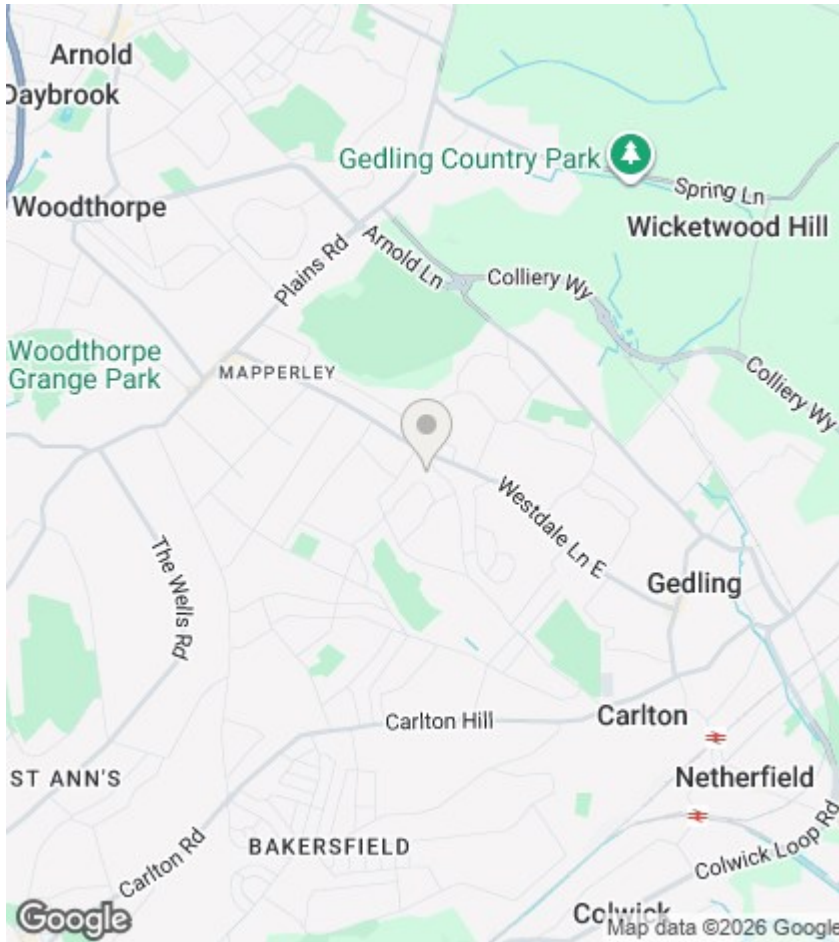 Arnold
Daybrook
Gedling Country Park
Spring Ln
Woodthorpe
Wicketwood Hill
Plains Rd
Arnold Ln
Colliery Wy
Woodthorpe
Grange Park
MAPPERLEY
Colliery Wy
Westdale Ln E
The Wells Rd
Gedling
Carlton Hill
Carlton
ST ANN'S
Netherfield
BAKERSFIELD
Carlton Rd
Colwick Loop Rd
Colwick
Google
Map data ©2026 Google